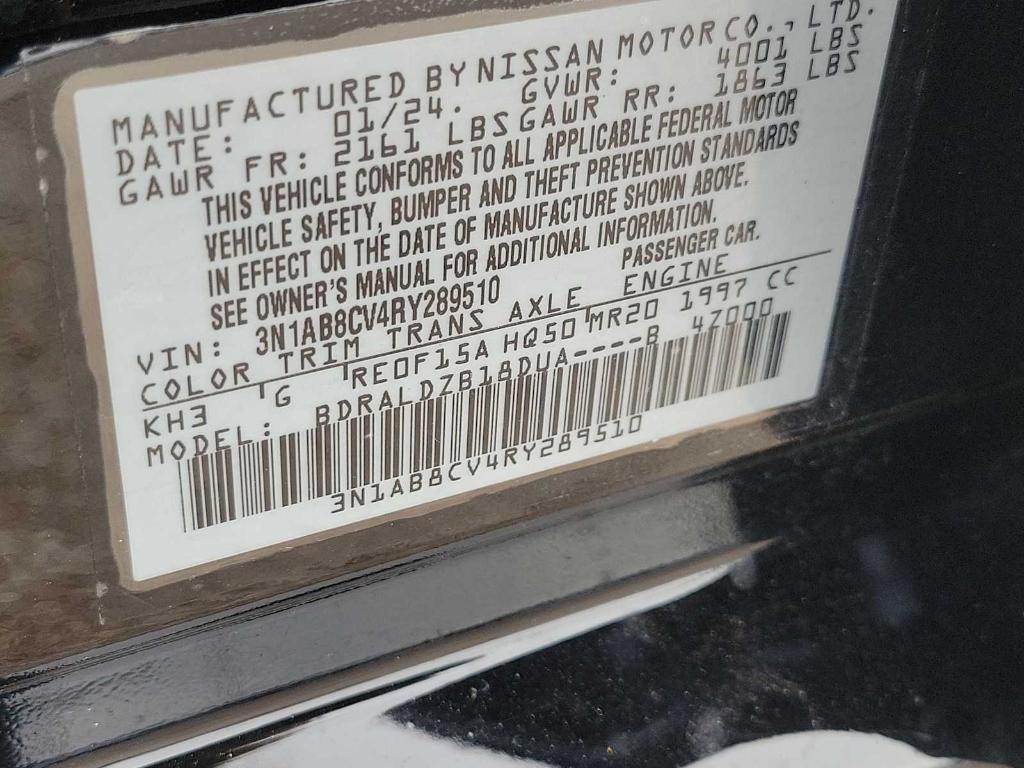 MANUFACTURED BY NISSAN MOTOR CO., LTD.
DATE: 01/24. GVWR: 4001 LBS
GAWR FR: 2161 LBS GAWR RR: 1863 LBS
THIS VEHICLE CONFORMS TO ALL APPLICABLE FEDERAL MOTOR
VEHICLE SAFETY, BUMPER AND THEFT PREVENTION STANDARDS
IN EFFECT ON THE DATE OF MANUFACTURE SHOWN ABOVE.
SEE OWNER'S MANUAL FOR ADDITIONAL INFORMATION.
VIN: 3N1AB8CV4RY289510 PASSENGER CAR.
COLOR TRIM TRANS AXLE ENGINE
KH3 G RE0F15A HQ50 MR20 1997 CC
MODEL: BDRALDZB18DUA----B 4Z000
3N1AB8CV4RY289510